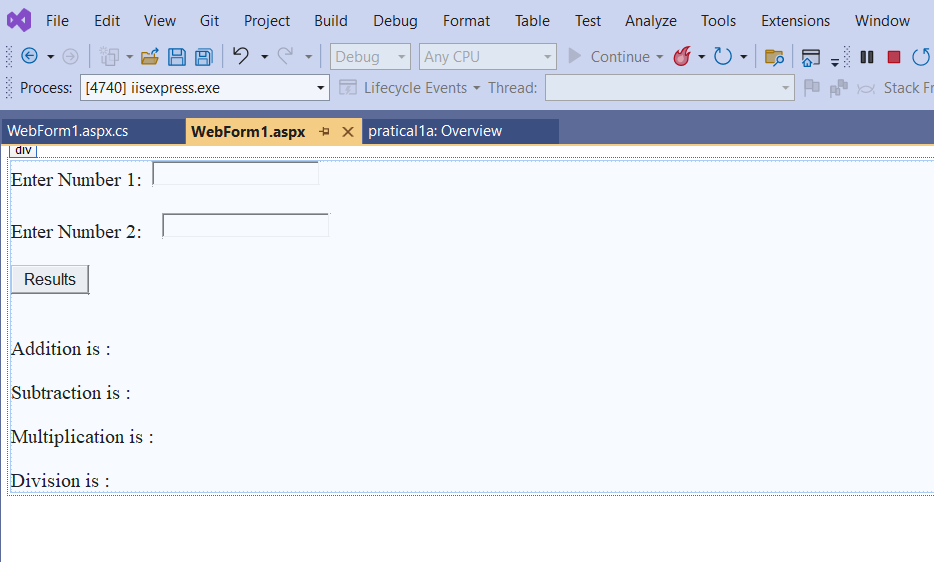 File Edit View Git Project Build Debug Format Table Test Analyze Tools Extensions Window
Debug Any CPU Continue
Process: [4740] iisexpress.exe Lifecycle Events Thread: Stack Fr
WebForm1.aspx.cs WebForm1.aspx pratical1a: Overview
div
Enter Number 1:
Enter Number 2:
Results
Addition is :
Subtraction is :
Multiplication is :
Division is :